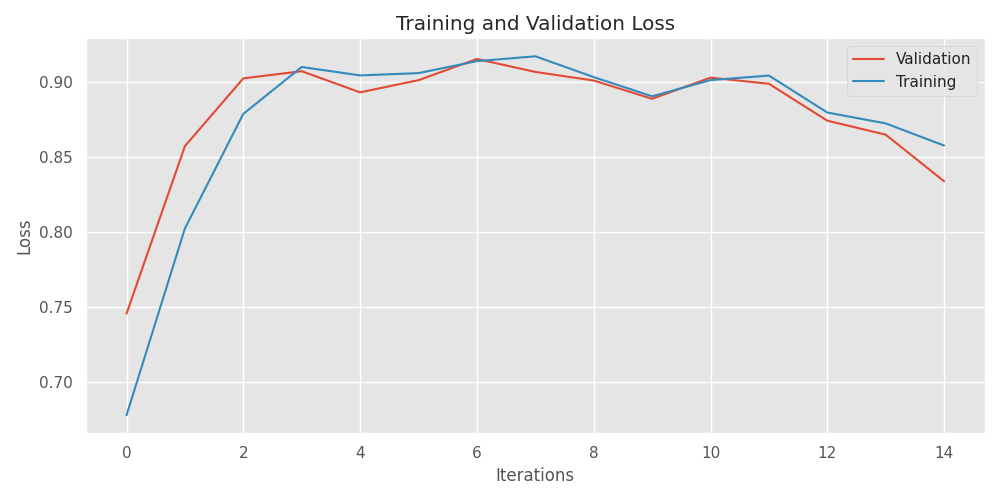 Training and Validation Loss
Validation
Training
Loss
0.90
0.85
0.80
0.75
0.70
0 2 4 6 8 10 12 14
Iterations